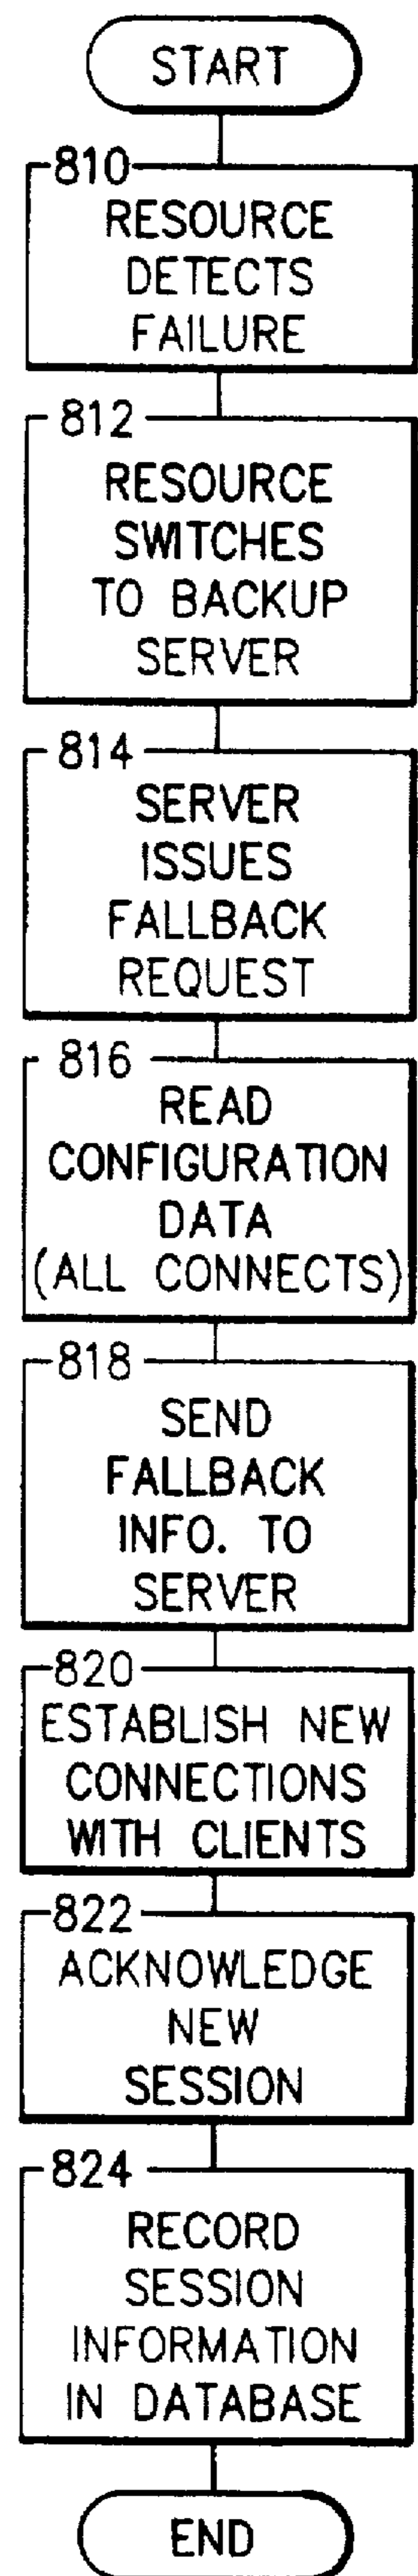 START
810
RESOURCE
DETECTS
FAILURE
812
RESOURCE
SWITCHES
TO BACKUP
SERVER
814
SERVER
ISSUES
FALLBACK
REQUEST
816
READ
CONFIGURATION
DATA
(ALL CONNECTS)
818
SEND
FALLBACK
INFO. TO
SERVER
820
ESTABLISH NEW
CONNECTIONS
WITH CLIENTS
822
ACKNOWLEDGE
NEW
SESSION
824
RECORD
SESSION
INFORMATION
IN DATABASE
END